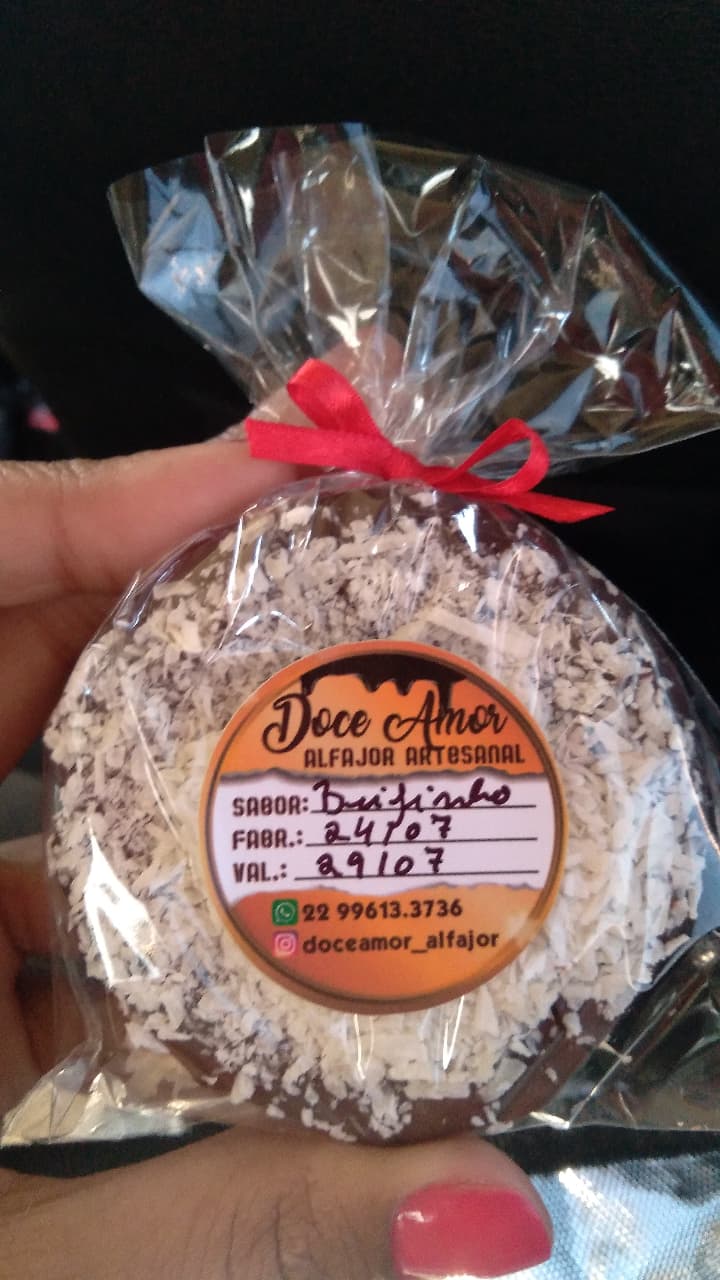 Doce Amor
ALFAJOR ARTESANAL
SABOR: Beijinho
FABR.: 24/07
VAL.: 29/07
22 99613.3736
doceamor_alfajor